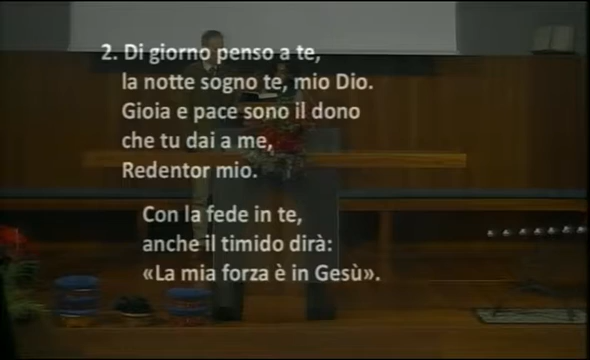 2. Di giorno penso a te,
la notte sogno te, mio Dio.
Gioia e pace sono il dono
che tu dai a me,
Redentor mio.
Con la fede in te,
anche il timido dirà:
«La mia forza è in Gesù».